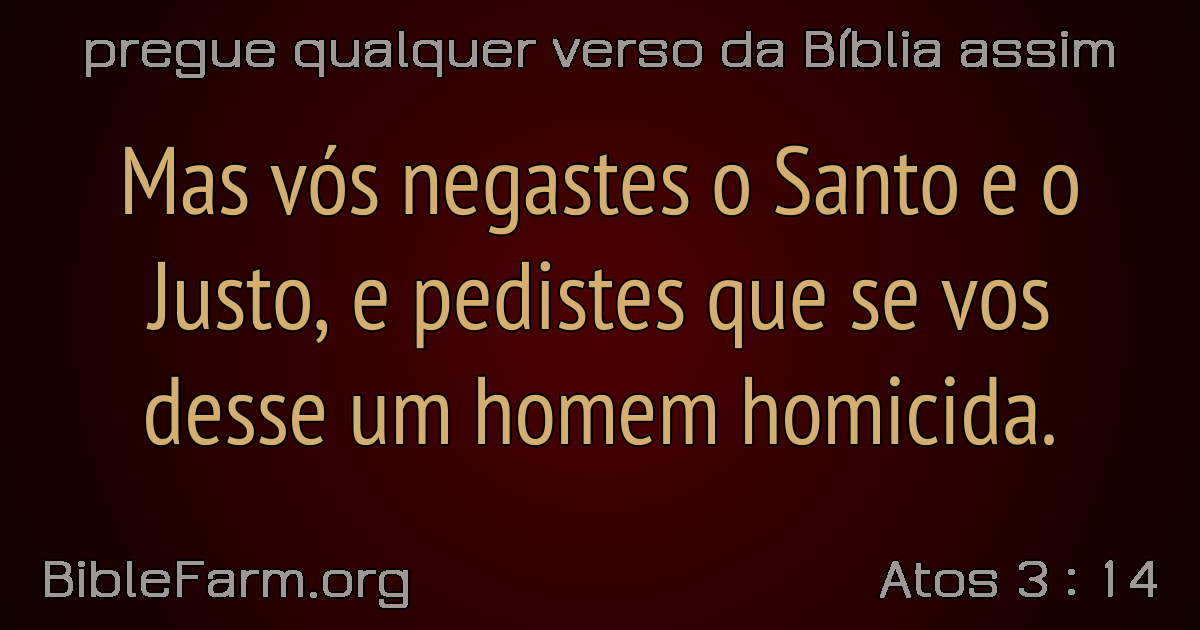 pregue qualquer verso da Bíblia assim
Mas vós negastes o Santo e o
Justo, e pedistes que se vos
desse um homem homicida.
BibleFarm.org
Atos 3 : 14